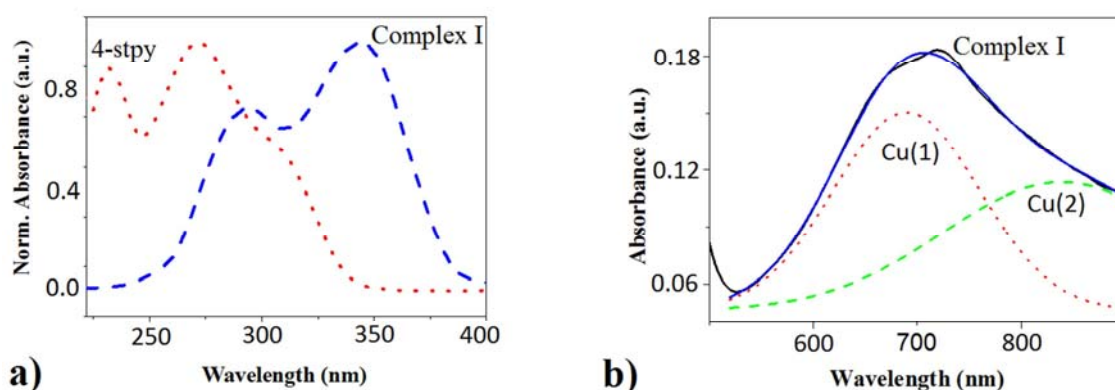 4-stpy
Complex I
Norm. Absorbance (a.u.)
0.8
0.4
0.0
250
300
350
400
Wavelength (nm)
a)
Complex I
Cu(1)
Cu(2)
Absorbance (a.u.)
0.18
0.12
0.06
600
700
800
Wavelength (nm)
b)